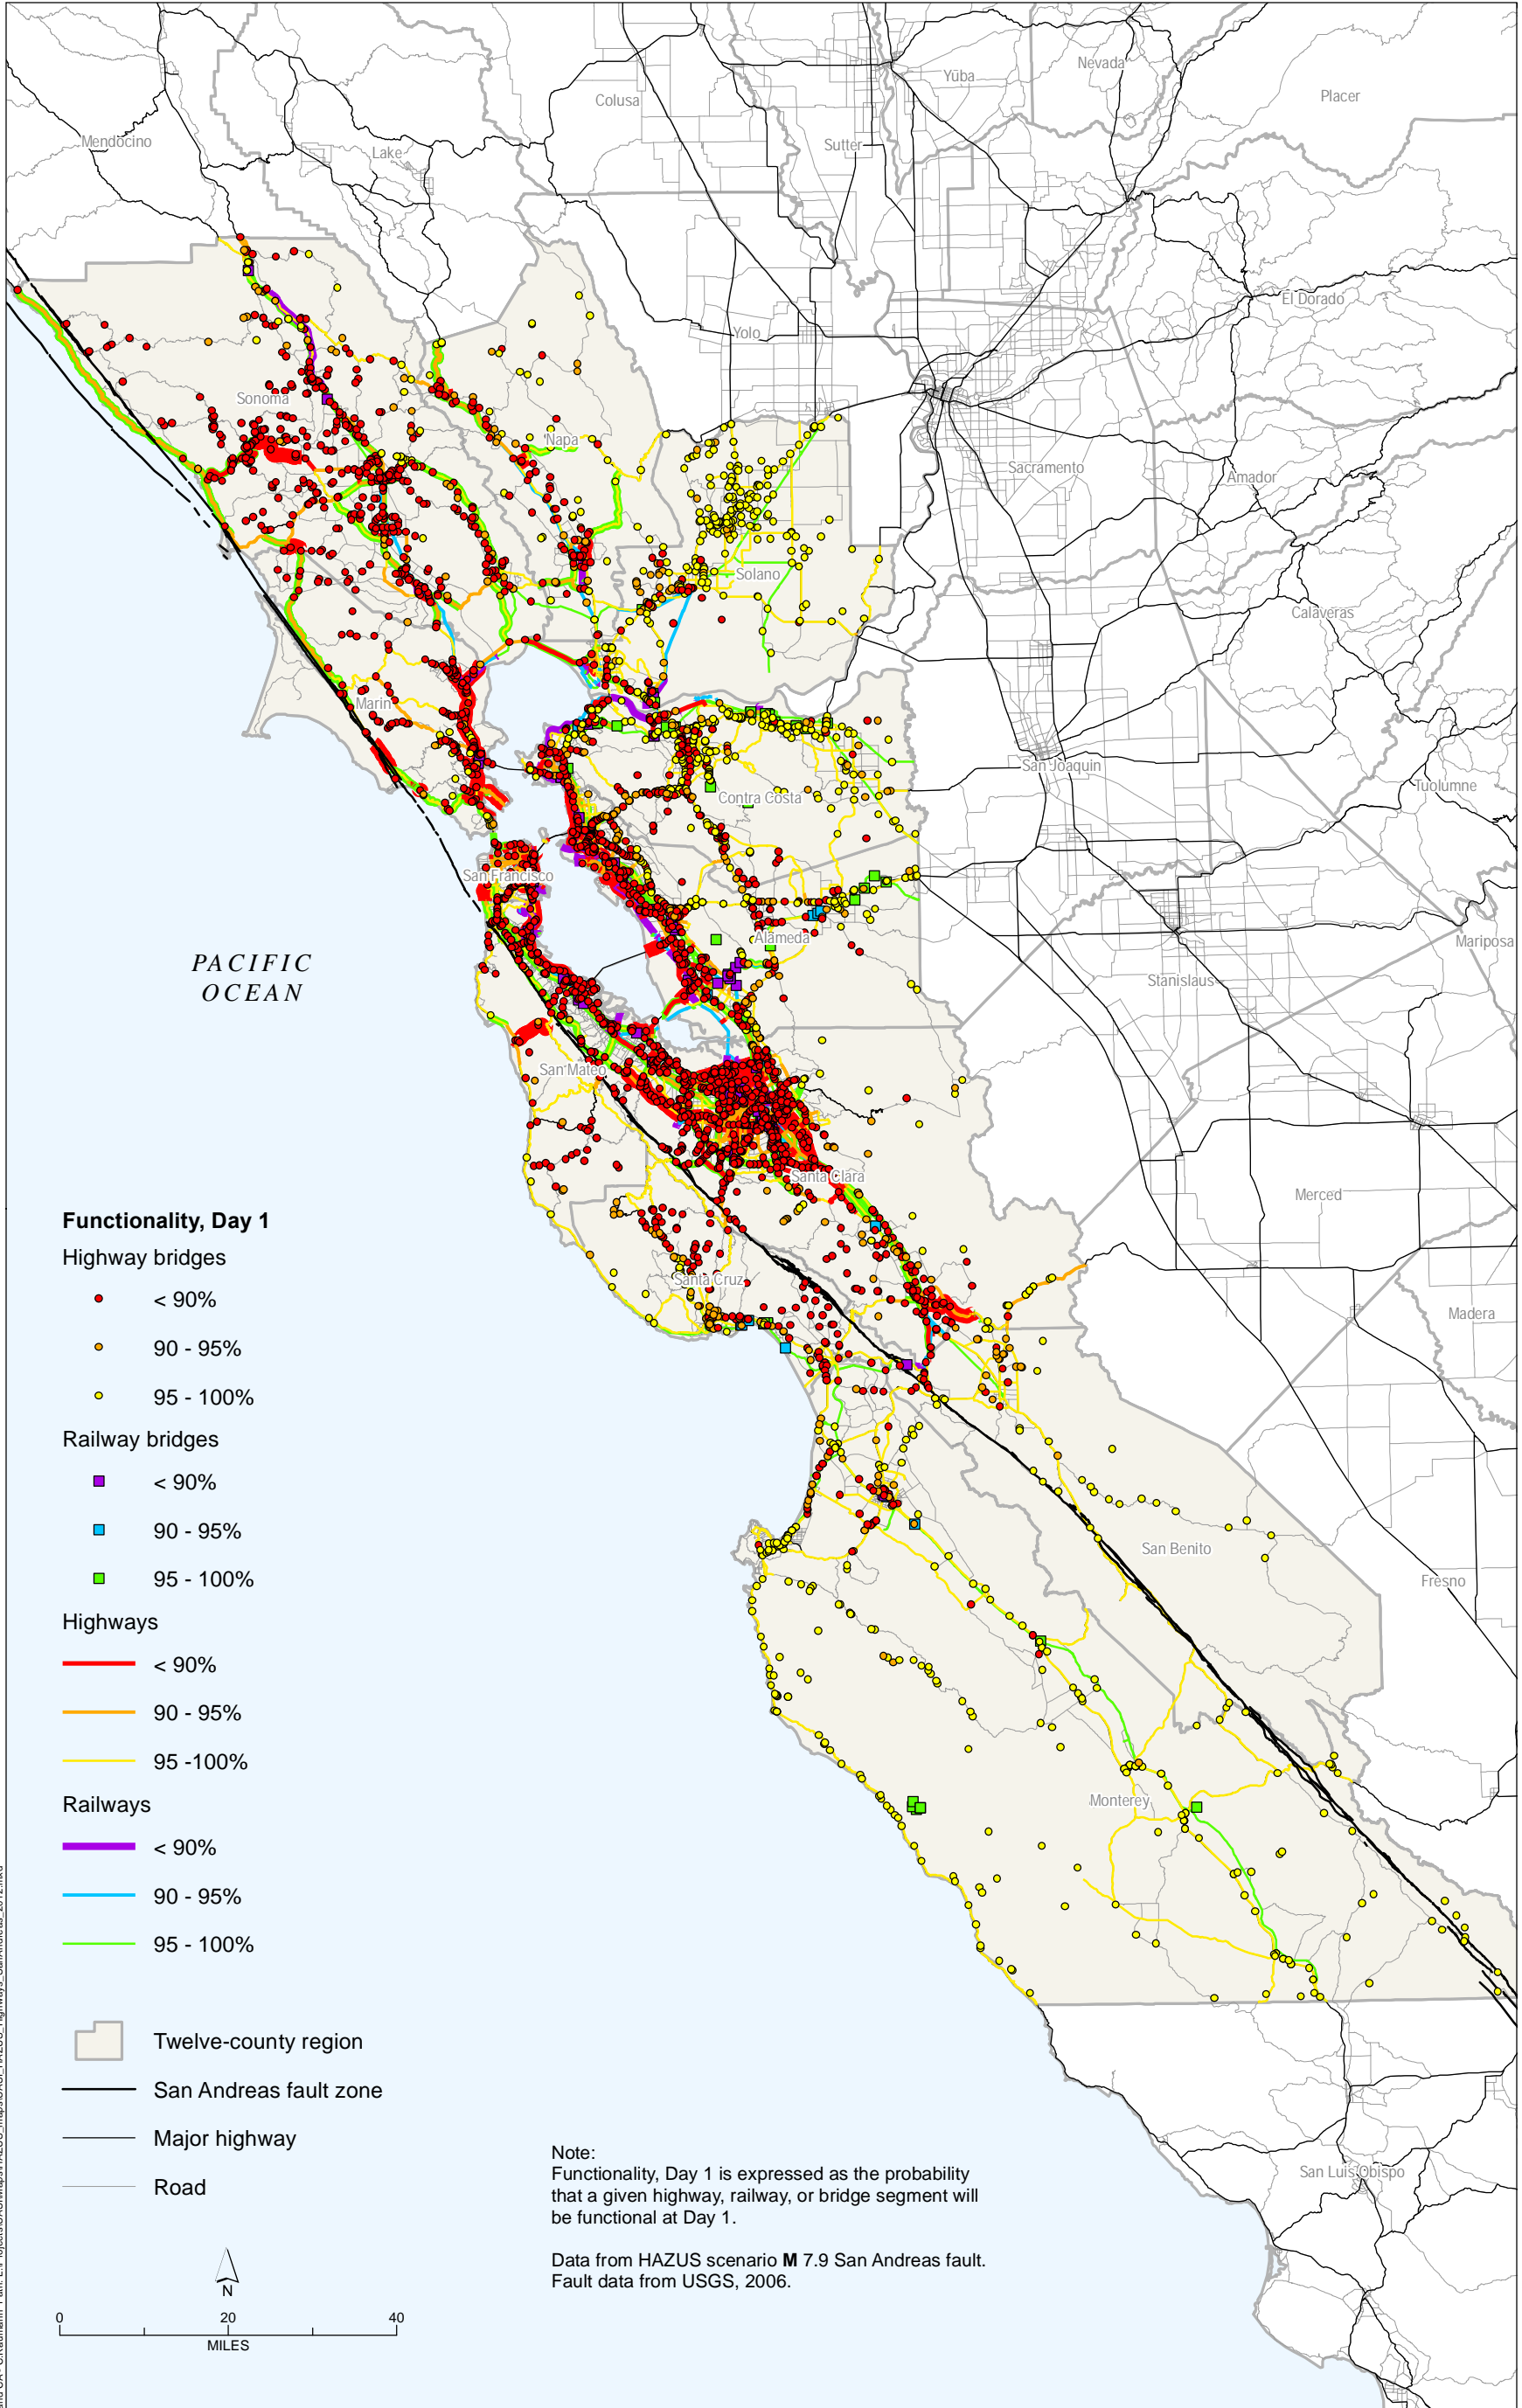 Nevada
Yuba
Placer
Colusa
Mendocino
Sutter
Lake
El Dorado
Yolo
Sonoma
Napa
Sacramento
Amador
Solano
Calaveras
Marin
San Joaquin
Tuolumne
Contra Costa
San Francisco
Alameda
Mariposa
PACIFIC
OCEAN
Stanislaus
San Mateo
Santa Clara
Merced
Santa Cruz
Madera
San Benito
Fresno
Monterey
San Luis Obispo
Functionality, Day 1
Highway bridges
< 90%
90 - 95%
95 - 100%
Railway bridges
< 90%
90 - 95%
95 - 100%
Highways
< 90%
90 - 95%
95 -100%
Railways
< 90%
90 - 95%
95 - 100%
Twelve-county region
San Andreas fault zone
Major highway
Road
N
0 20 40
MILES
Note:
Functionality, Day 1 is expressed as the probability
that a given highway, railway, or bridge segment will
be functional at Day 1.
Data from HAZUS scenario M 7.9 San Andreas fault.
Fault data from USGS, 2006.